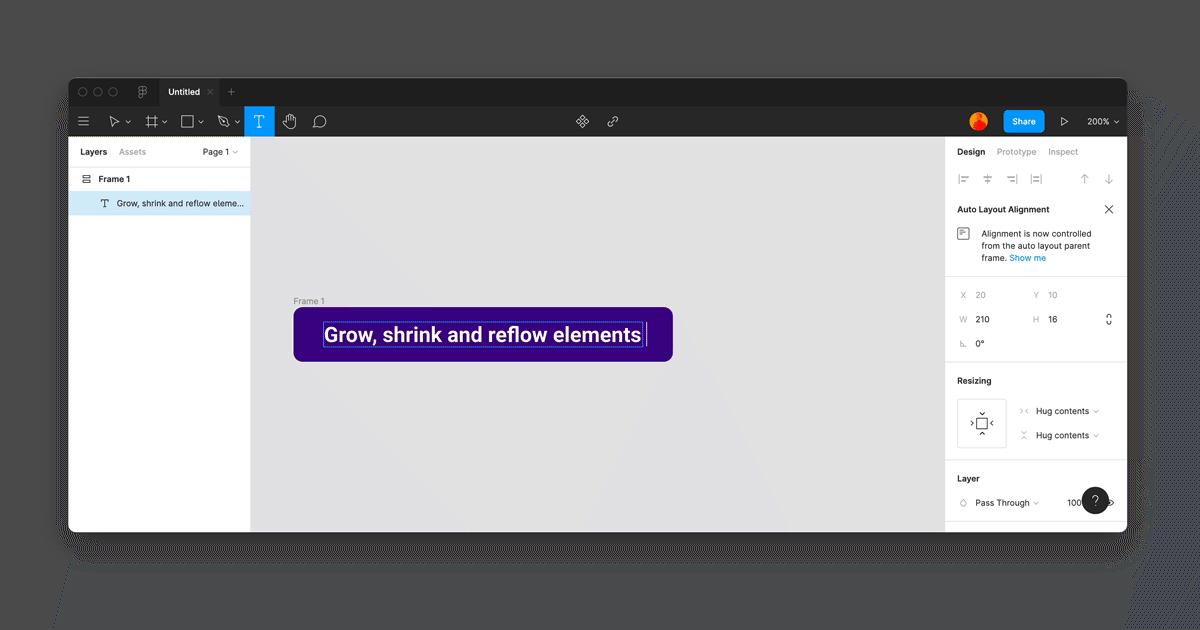 Untitled
Share
200%
Layers Assets Page 1
Frame 1
Grow, shrink and reflow eleme...
Frame 1
Grow, shrink and reflow elements
Design Prototype Inspect
Auto Layout Alignment
Alignment is now controlled
from the auto layout parent
frame. Show me
X 20 Y 10
W 210 H 16
0°
Resizing
Hug contents
Hug contents
Layer
Pass Through 100
?